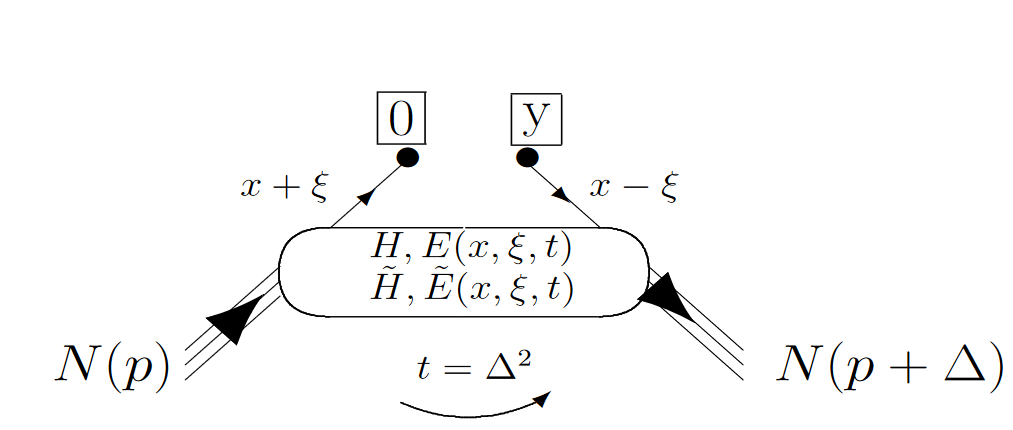 0 y
x + ξ x − ξ
H, E(x, ξ, t)
H̃, Ẽ(x, ξ, t)
N(p) N(p + Δ)
t = Δ²